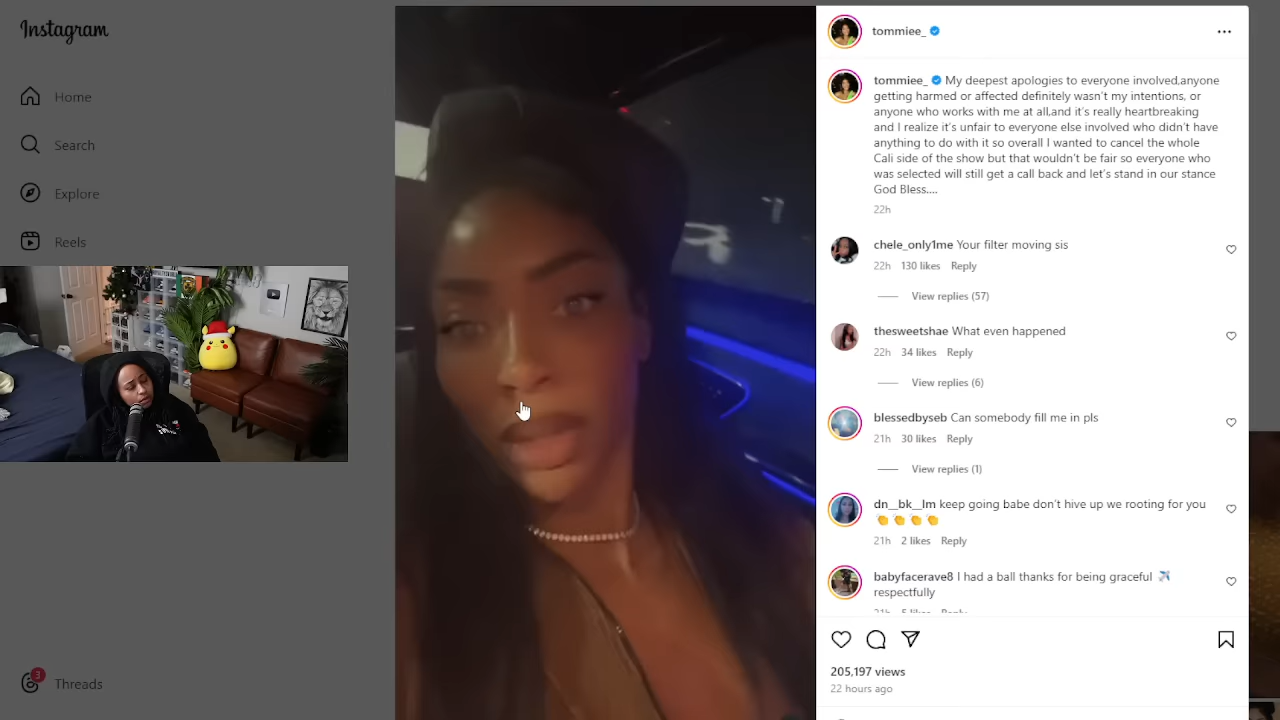 Instagram
Home
Search
Explore
Reels
3
Threads
tommiee_
tommiee_ My deepest apologies to everyone involved,anyone
getting harmed or affected definitely wasn't my intentions, or
anyone who works with me at all,and it's really heartbreaking
and I realize it's unfair to everyone else involved who didn't have
anything to do with it so overall I wanted to cancel the whole
Cali side of the show but that wouldn't be fair so everyone who
was selected will still get a call back and let's stand in our stance
God Bless....
22h
chele_only1me Your filter moving sis
22h 130 likes Reply
View replies (57)
thesweetshae What even happened
22h 34 likes Reply
View replies (6)
blessedbyseb Can somebody fill me in pls
21h 30 likes Reply
View replies (1)
dn__bk__lm keep going babe don't hive up we rooting for you
👏 👏 👏 👏
21h 2 likes Reply
babyfacerave8 I had a ball thanks for being graceful ✈️
respectfully
21h 5 likes Reply
205,197 views
22 hours ago